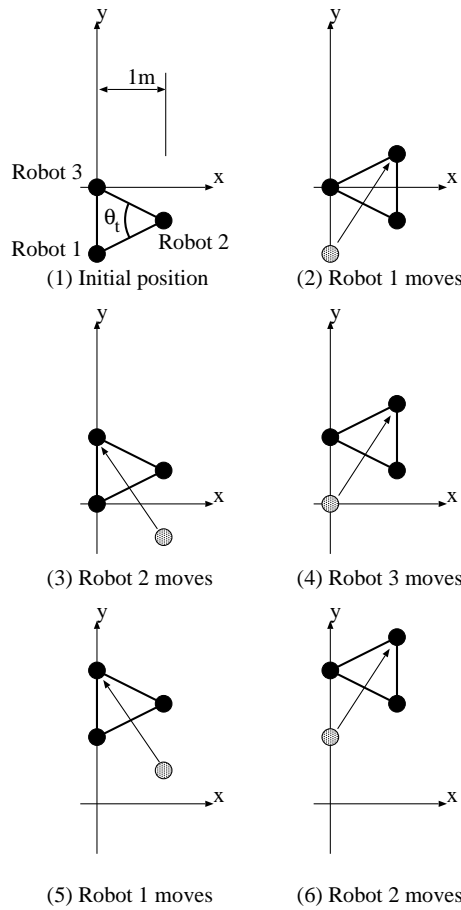 y
1m
Robot 3
x
θt
Robot 1
Robot 2
(1) Initial position
y
x
(2) Robot 1 moves
y
x
(3) Robot 2 moves
y
x
(4) Robot 3 moves
y
x
(5) Robot 1 moves
y
x
(6) Robot 2 moves